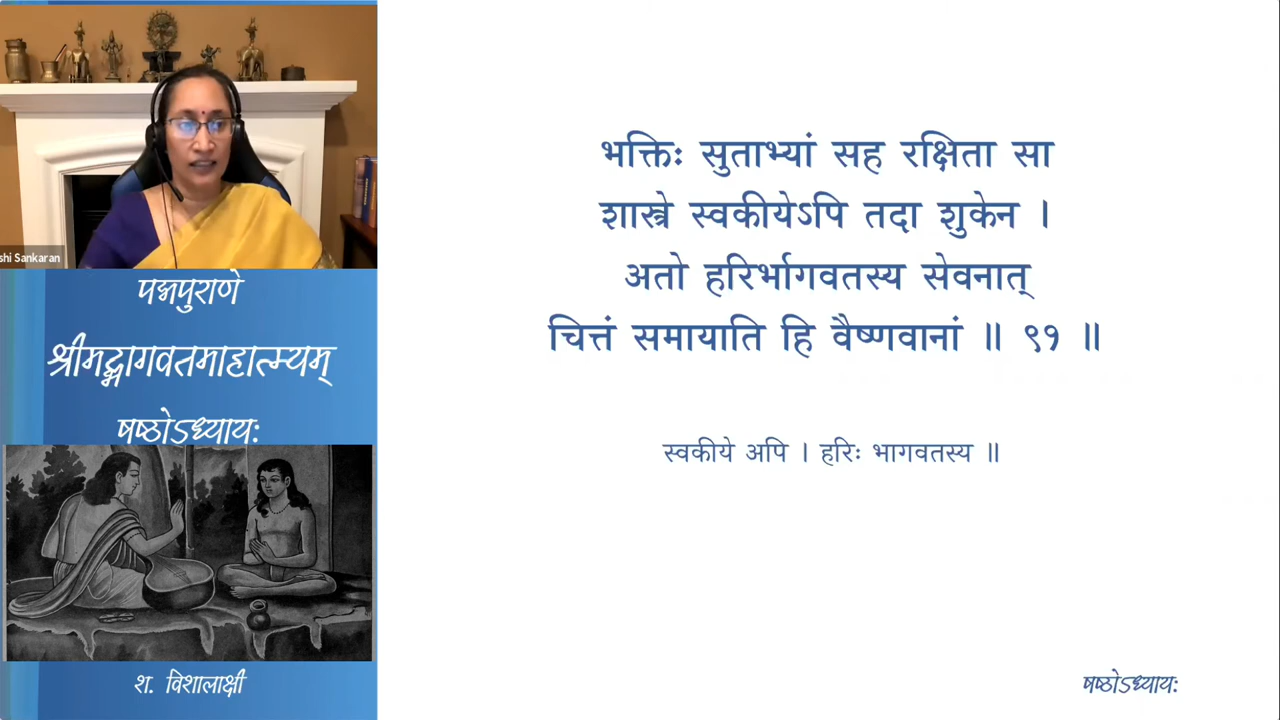 shi Sankaran
पद्मपुराणे
श्रीमद्भागवतमाहात्म्यम्
षष्ठोऽध्यायः
श. विशालाक्षी
भक्तिः सुताभ्यां सह रक्षिता सा
शास्त्रे स्वकीयेऽपि तदा शुकेन ।
अतो हरिर्भागवतस्य सेवनात्
चित्तं समायाति हि वैष्णवानां ॥ ९१ ॥
स्वकीये अपि । हरिः भागवतस्य ॥
षष्ठोऽध्यायः